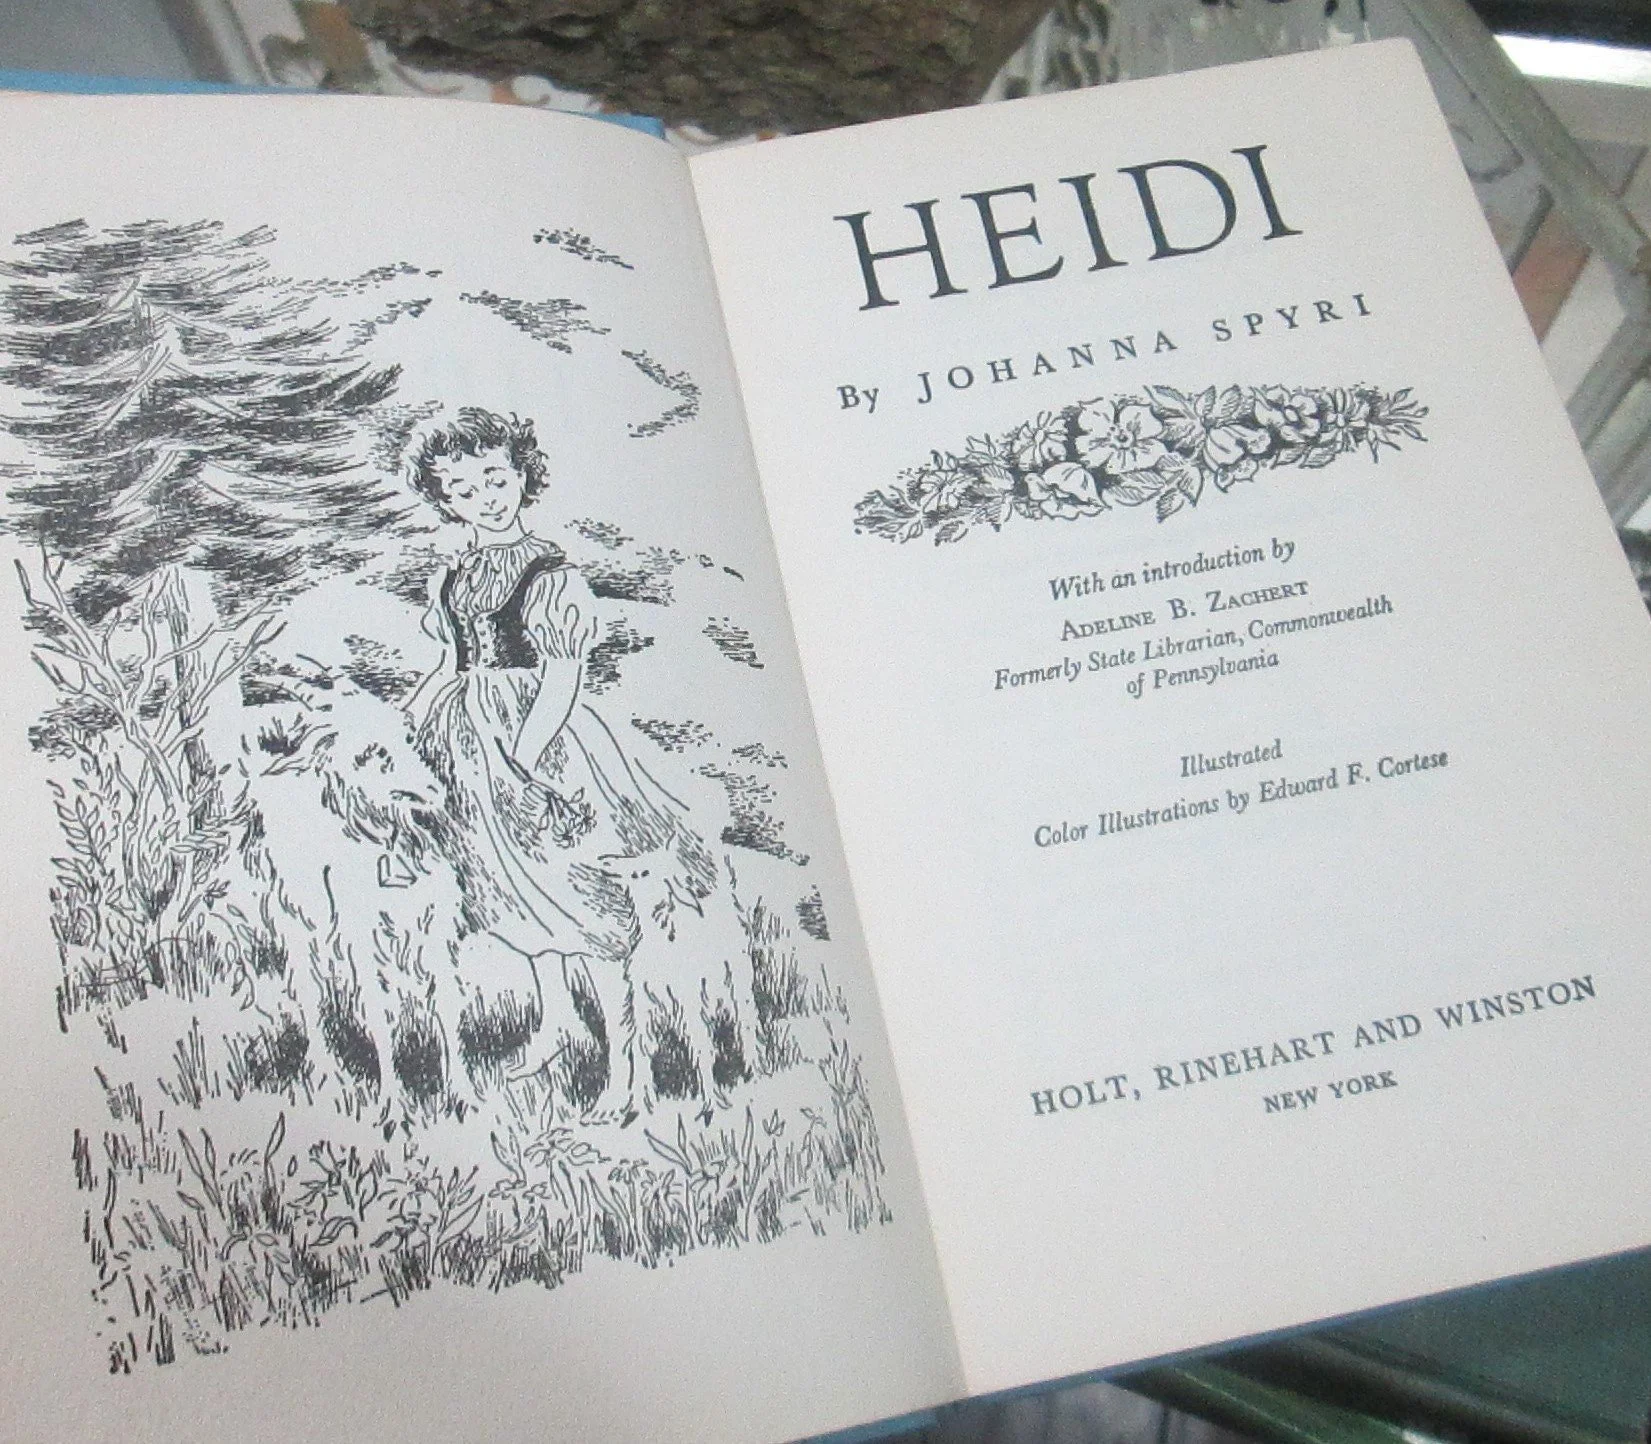 HEIDI
By JOHANNA SPYRI
With an introduction by
ADELINE B. ZACHERT
Formerly State Librarian, Commonwealth
of Pennsylvania
Illustrated
Color Illustrations by Edward F. Cortese
HOLT, RINEHART AND WINSTON
NEW YORK